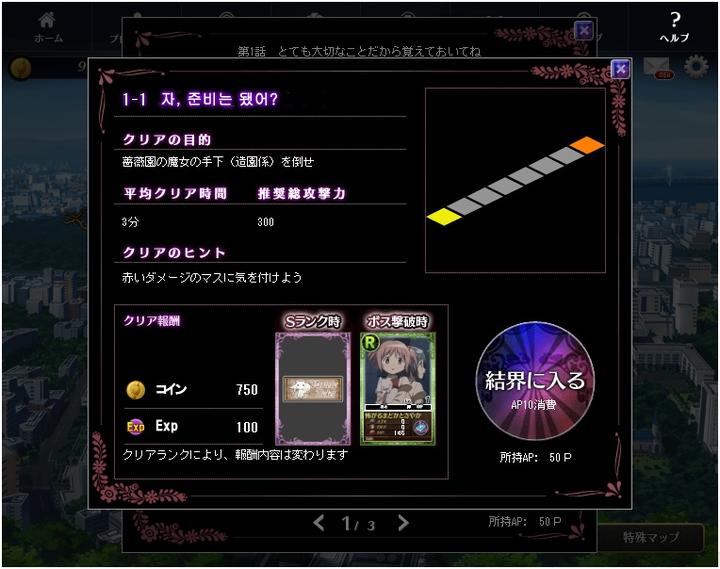 ホーム
?
ヘルプ
第1話 とても大切なことだから覚えておいてね
9
1-1 자, 준비는 됐어?
クリアの目的
薔薇園の魔女の手下（造園係）を倒せ
平均クリア時間 推奨総攻撃力
3分 300
クリアのヒント
赤いダメージのマスに気を付けよう
クリア報酬
Sランク時 ボス撃破時
R
コイン 750
Exp Exp 100
クリアランクにより、報酬内容は変わります
結界に入る
AP10消費
所持AP: 50 P
1/ 3
所持AP: 50 P
特殊マップ